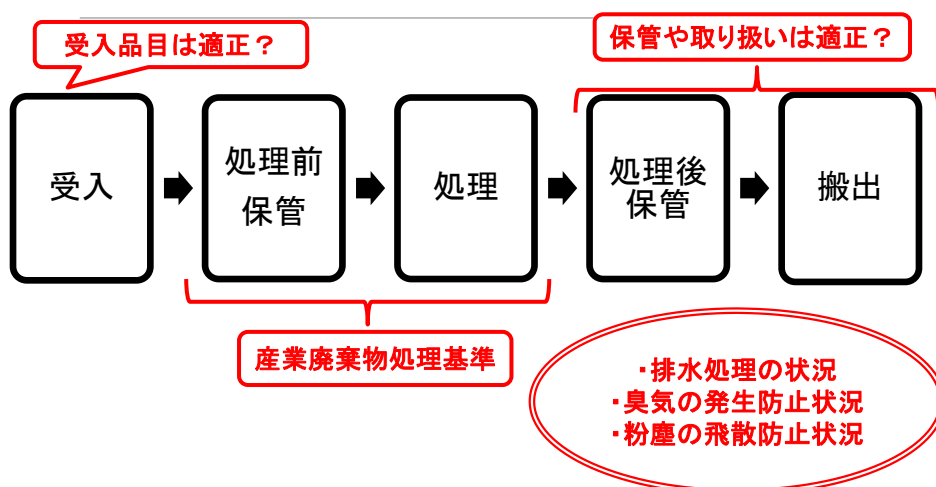 受入品目は適正？
保管や取り扱いは適正？
受入
処理前
保管
処理
処理後
保管
搬出
産業廃棄物処理基準
・排水処理の状況
・臭気の発生防止状況
・粉塵の飛散防止状況